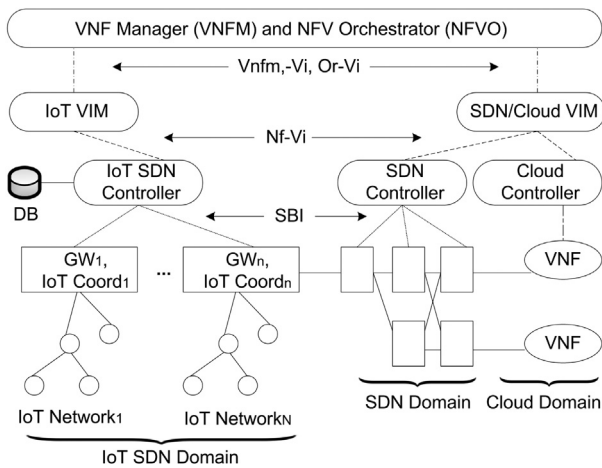 VNF Manager (VNFM) and NFV Orchestrator (NFVO)
Vnfm,-Vi, Or-Vi
IoT VIM
SDN/Cloud VIM
Nf-Vi
IoT SDN
Controller
SDN
Controller
Cloud
Controller
DB
SBI
GW1,
IoT Coord1
...
GWn,
IoT Coordn
VNF
VNF
IoT Network1
IoT NetworkN
SDN Domain
Cloud Domain
IoT SDN Domain